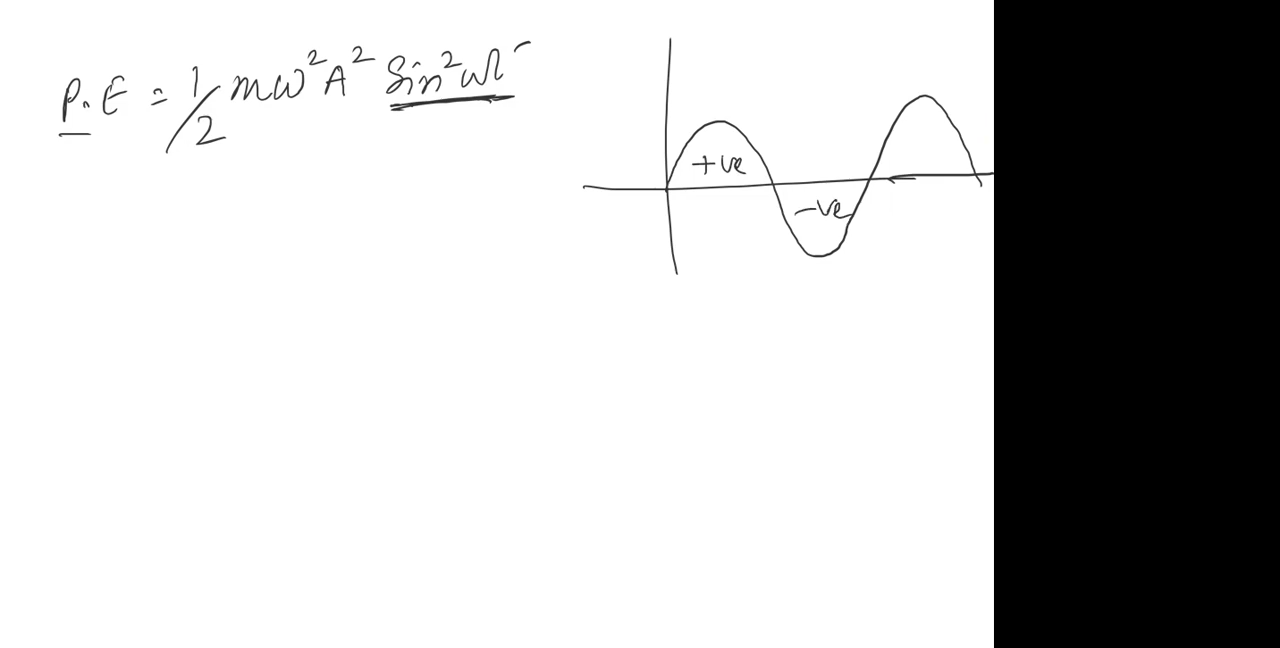 P.E = 1/2 mω²A² Sin²ωt
+ve
-ve